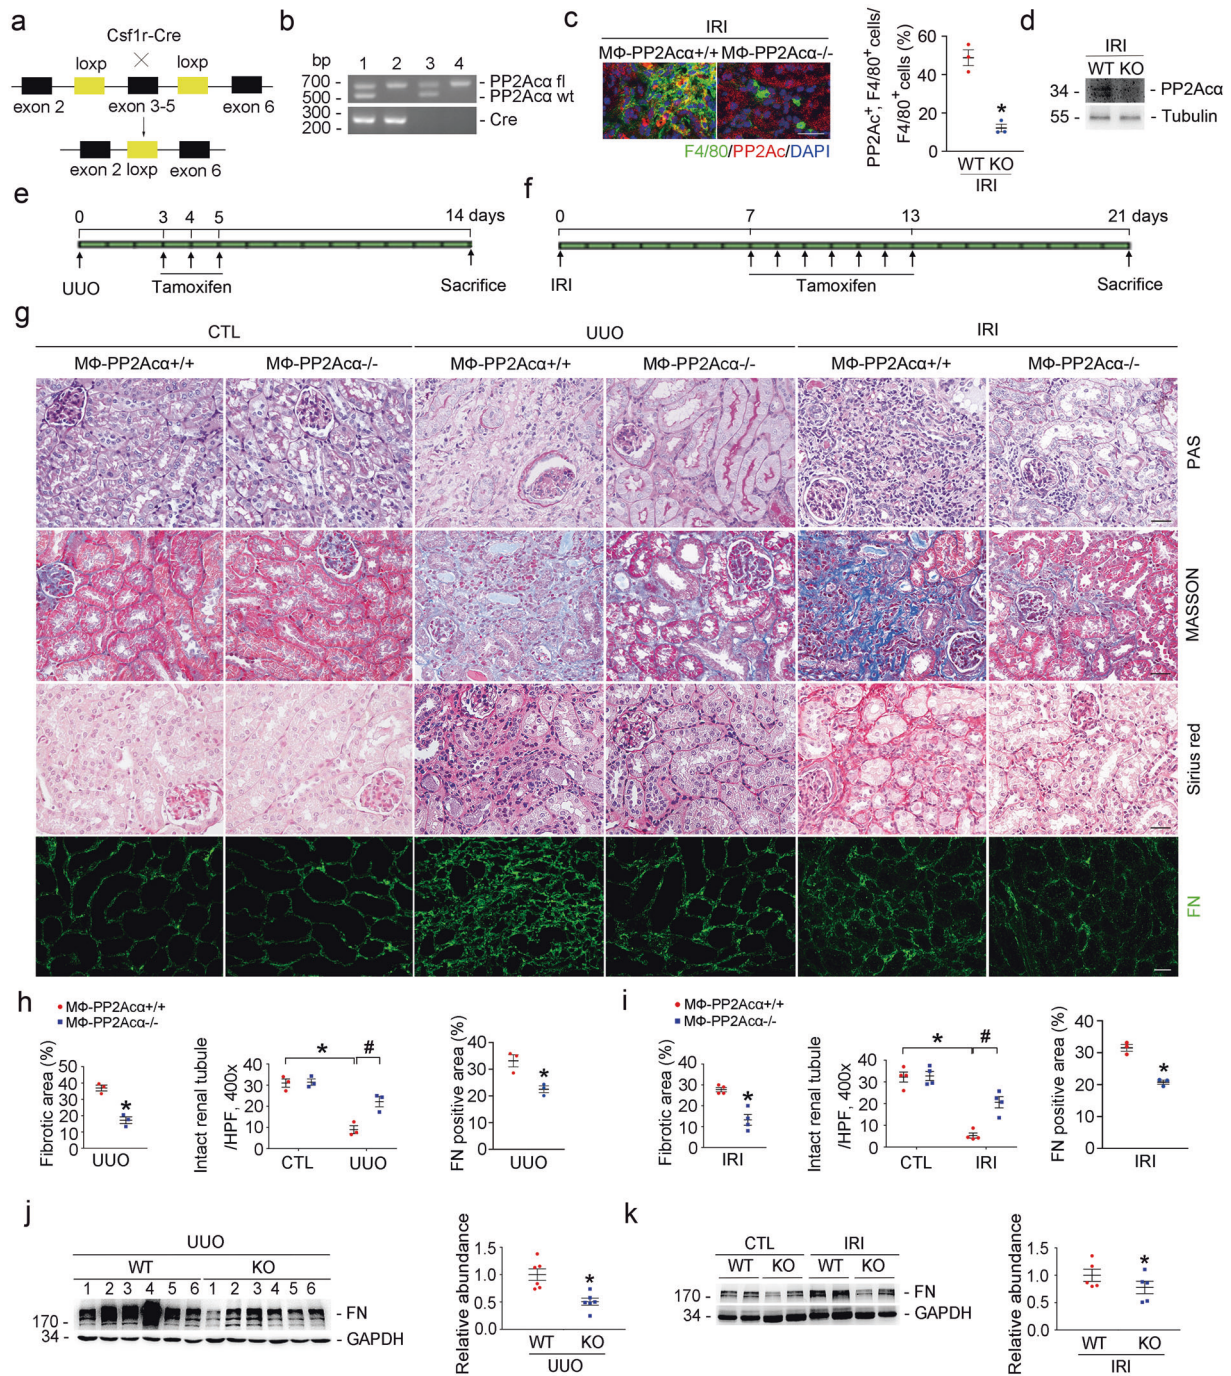 a
Csf1r-Cre
loxp
loxp
exon 2
exon 3-5
exon 6
exon 2
loxp
exon 6
b
bp
1 2 3 4
700
500
300
200
PP2Acα fl
PP2Acα wt
Cre
c
IRI
MΦ-PP2Acα+/+ MΦ-PP2Acα-/-
F4/80/PP2Ac/DAPI
PP2Ac+, F4/80+ cells/
F4/80+ cells (%)
60
40
20
0
*
WT KO
IRI
d
IRI
WT KO
34
PP2Acα
55
Tubulin
e
0 3 4 5 14 days
UUO
Tamoxifen
Sacrifice
f
0 7 13 21 days
IRI
Tamoxifen
Sacrifice
g
CTL UUO IRI
MΦ-PP2Acα+/+ MΦ-PP2Acα-/- MΦ-PP2Acα+/+ MΦ-PP2Acα-/- MΦ-PP2Acα+/+ MΦ-PP2Acα-/-
PAS
MASSON
Sirius red
FN
h
MΦ-PP2Acα+/+
MΦ-PP2Acα-/-
Fibrotic area (%)
50
40
30
20
10
0
*
UUO
Intact renal tubule
/HPF, 400x
40
30
20
10
0
* #
CTL UUO
FN positive area (%)
40
30
20
10
0
*
UUO
i
MΦ-PP2Acα+/+
MΦ-PP2Acα-/-
Fibrotic area (%)
40
30
20
10
0
*
IRI
Intact renal tubule
/HPF, 400x
40
30
20
10
0
* #
CTL IRI
FN positive area (%)
40
30
20
10
0
*
IRI
j
UUO
WT KO
1 2 3 4 5 6 1 2 3 4 5 6
170
FN
34
GAPDH
Relative abundance
1.5
1.0
0.5
0.0
*
WT KO
UUO
k
CTL IRI
WT KO WT KO
170
FN
34
GAPDH
Relative abundance
1.5
1.0
0.5
0.0
*
WT KO
IRI